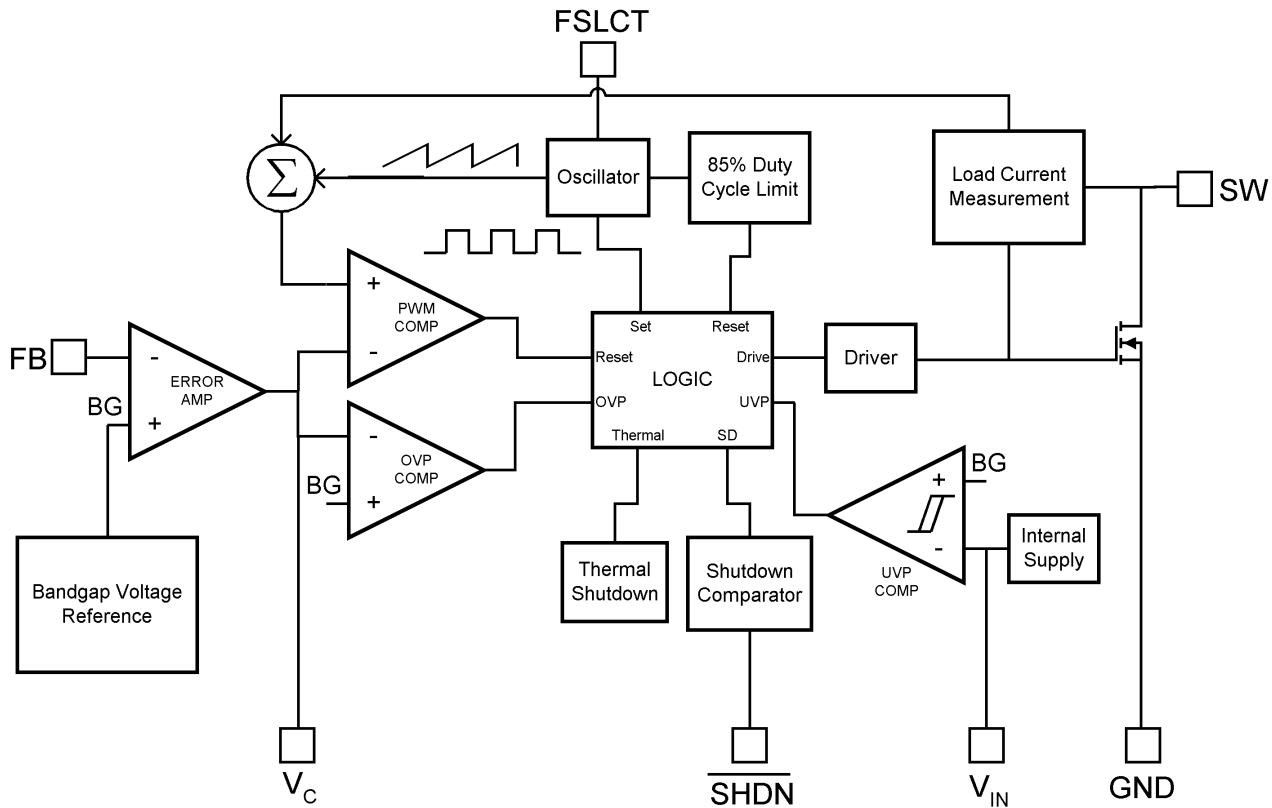 FSLCT
Oscillator
85% Duty
Cycle Limit
Load Current
Measurement
SW
Σ
+
PWM
COMP
-
Set
Reset
Reset
Drive
LOGIC
OVP
UVP
Thermal
SD
Driver
FB
-
ERROR
AMP
BG
+
-
OVP
COMP
BG
+
BG
+
-
UVP
COMP
Internal
Supply
Bandgap Voltage
Reference
Thermal
Shutdown
Shutdown
Comparator
VC
SHDN
VIN
GND